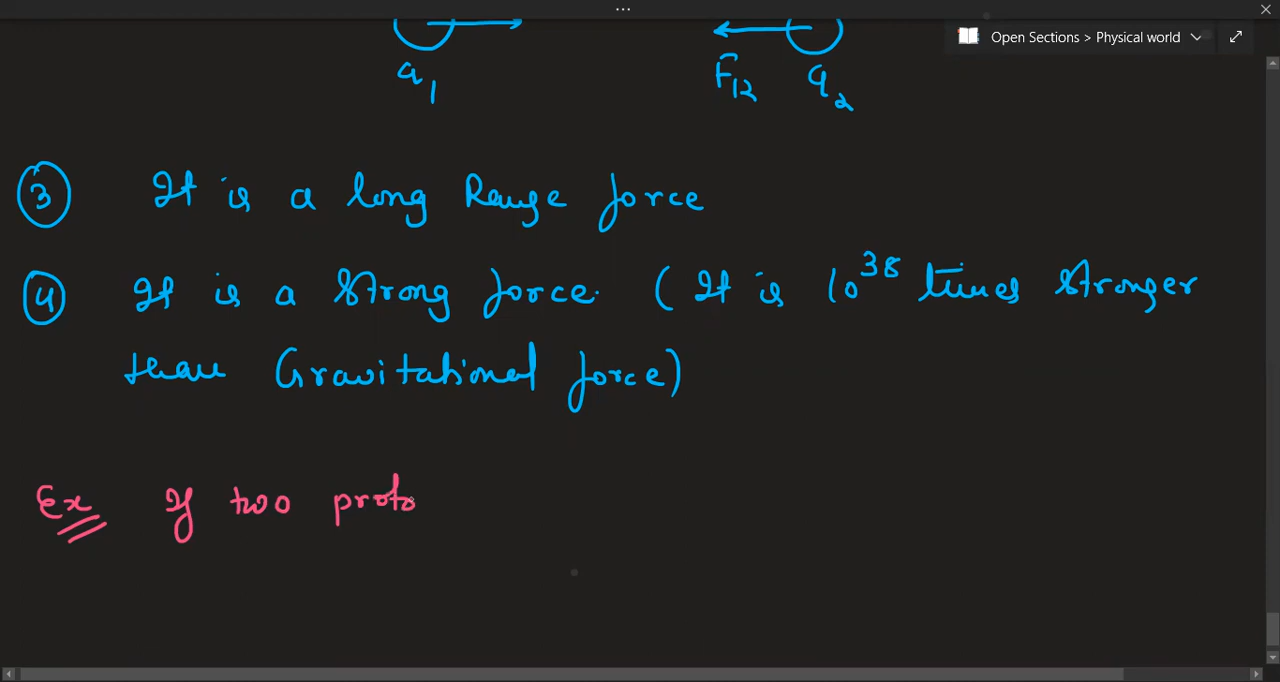 Open Sections > Physical world
q1 F12 q2
3 It is a long Range force
4 It is a Strong force. ( It is 10^38 times stronger
than Gravitational force)
Ex If two proto